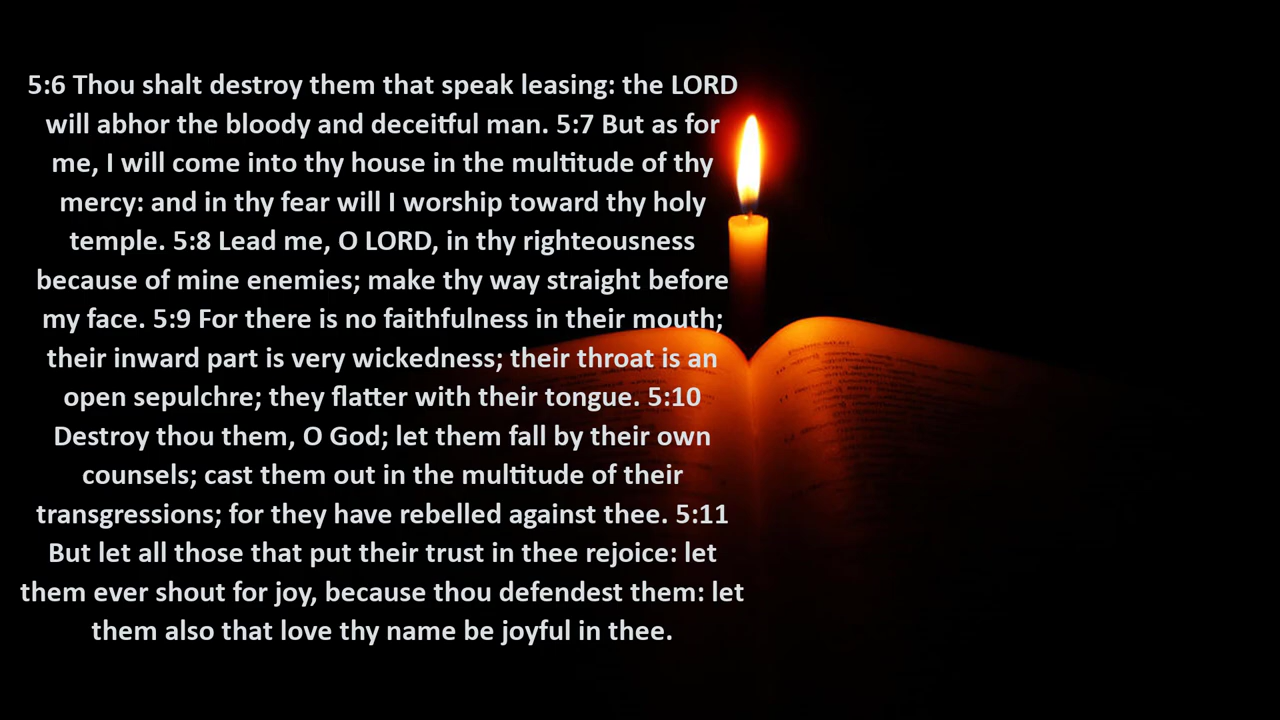 5:6 Thou shalt destroy them that speak leasing: the LORD
will abhor the bloody and deceitful man. 5:7 But as for
me, I will come into thy house in the multitude of thy
mercy: and in thy fear will I worship toward thy holy
temple. 5:8 Lead me, O LORD, in thy righteousness
because of mine enemies; make thy way straight before
my face. 5:9 For there is no faithfulness in their mouth;
their inward part is very wickedness; their throat is an
open sepulchre; they flatter with their tongue. 5:10
Destroy thou them, O God; let them fall by their own
counsels; cast them out in the multitude of their
transgressions; for they have rebelled against thee. 5:11
But let all those that put their trust in thee rejoice: let
them ever shout for joy, because thou defendest them: let
them also that love thy name be joyful in thee.